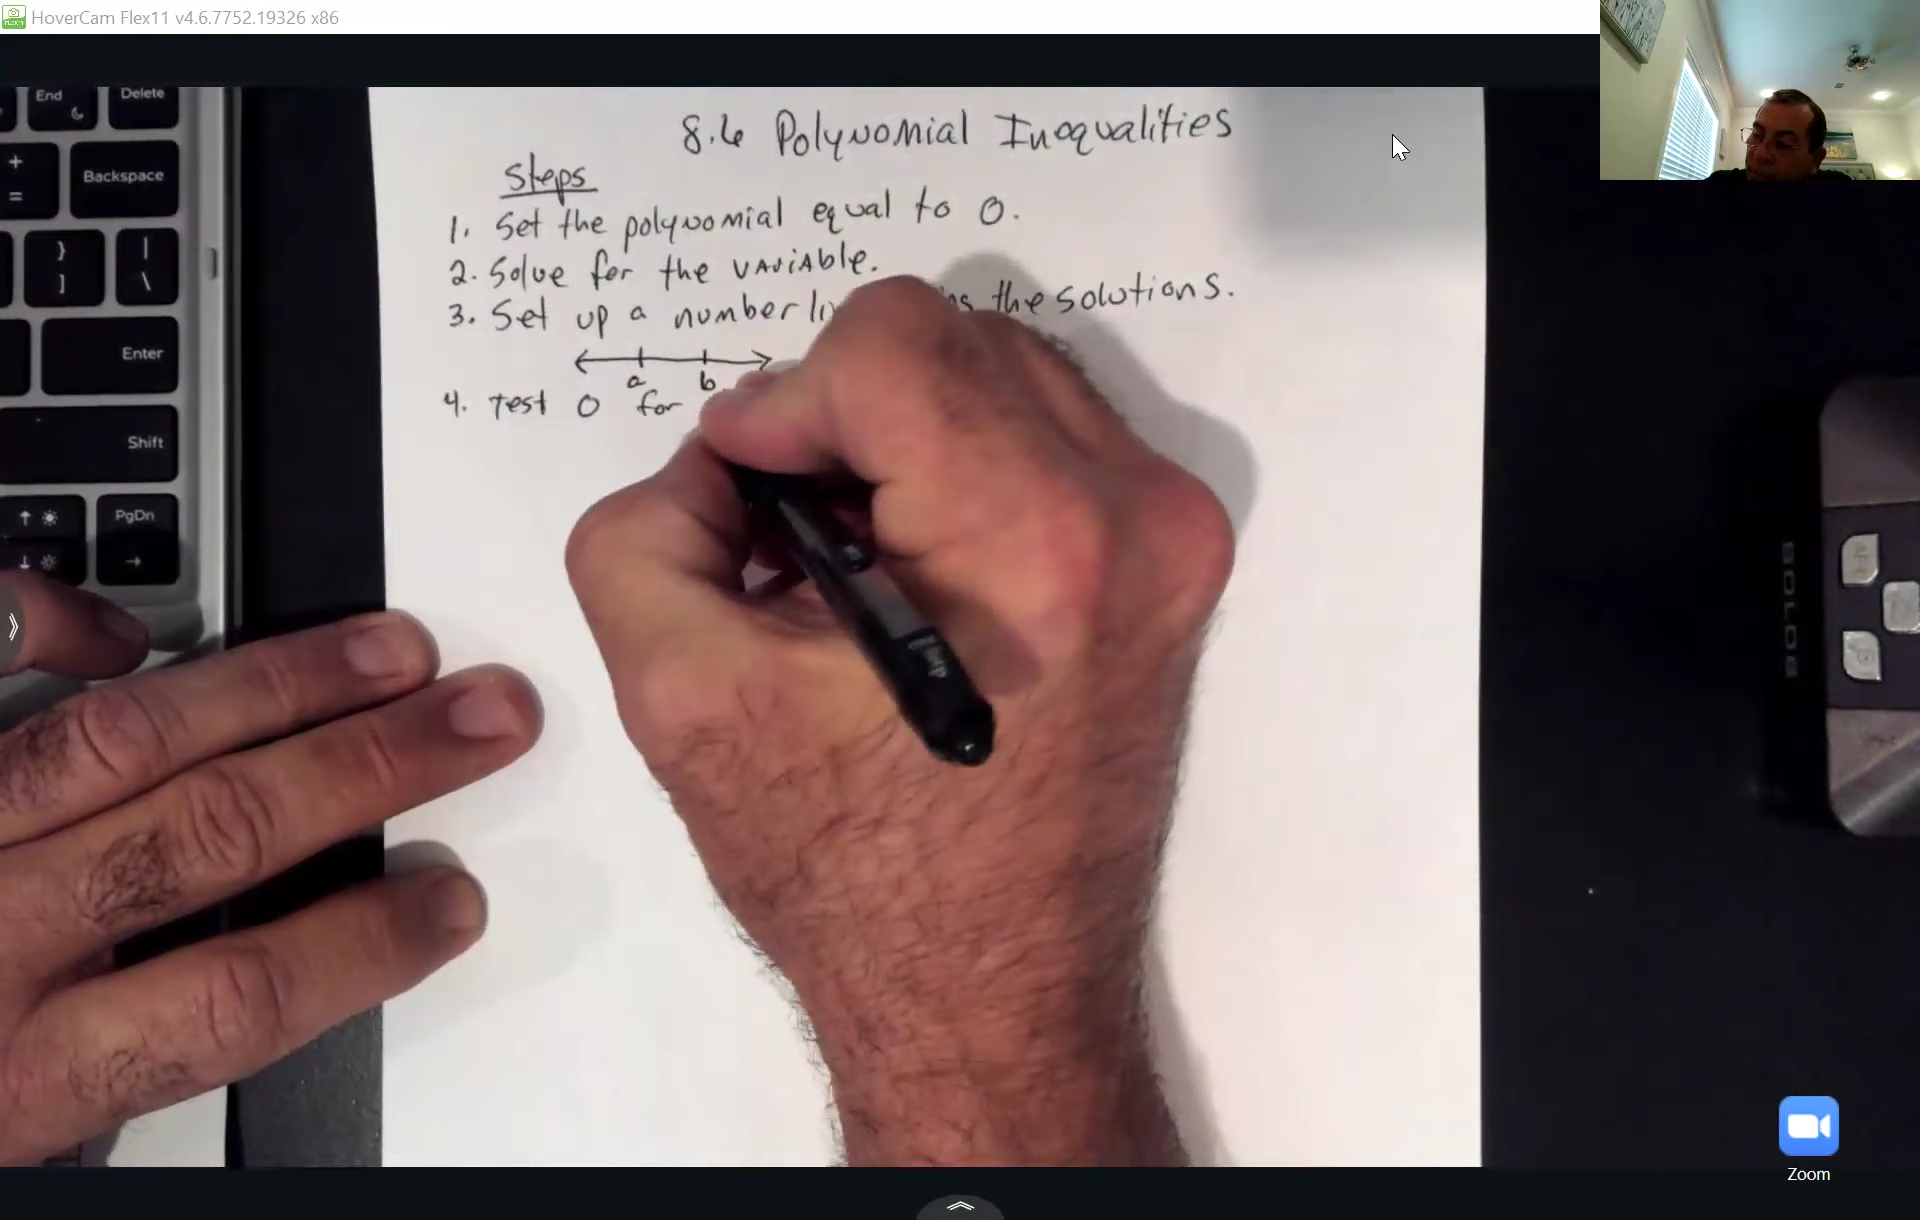 HoverCam Flex11 v4.6.7752.19326 x86
8.6 Polynomial Inequalities
Steps
1. Set the polynomial equal to 0.
2. Solve for the variable.
3. Set up a number the solutions.
a b
4. Test 0 for
End Delete
+ =
Backspace
} ]
| \
Enter
Shift
PgDn
Zoom